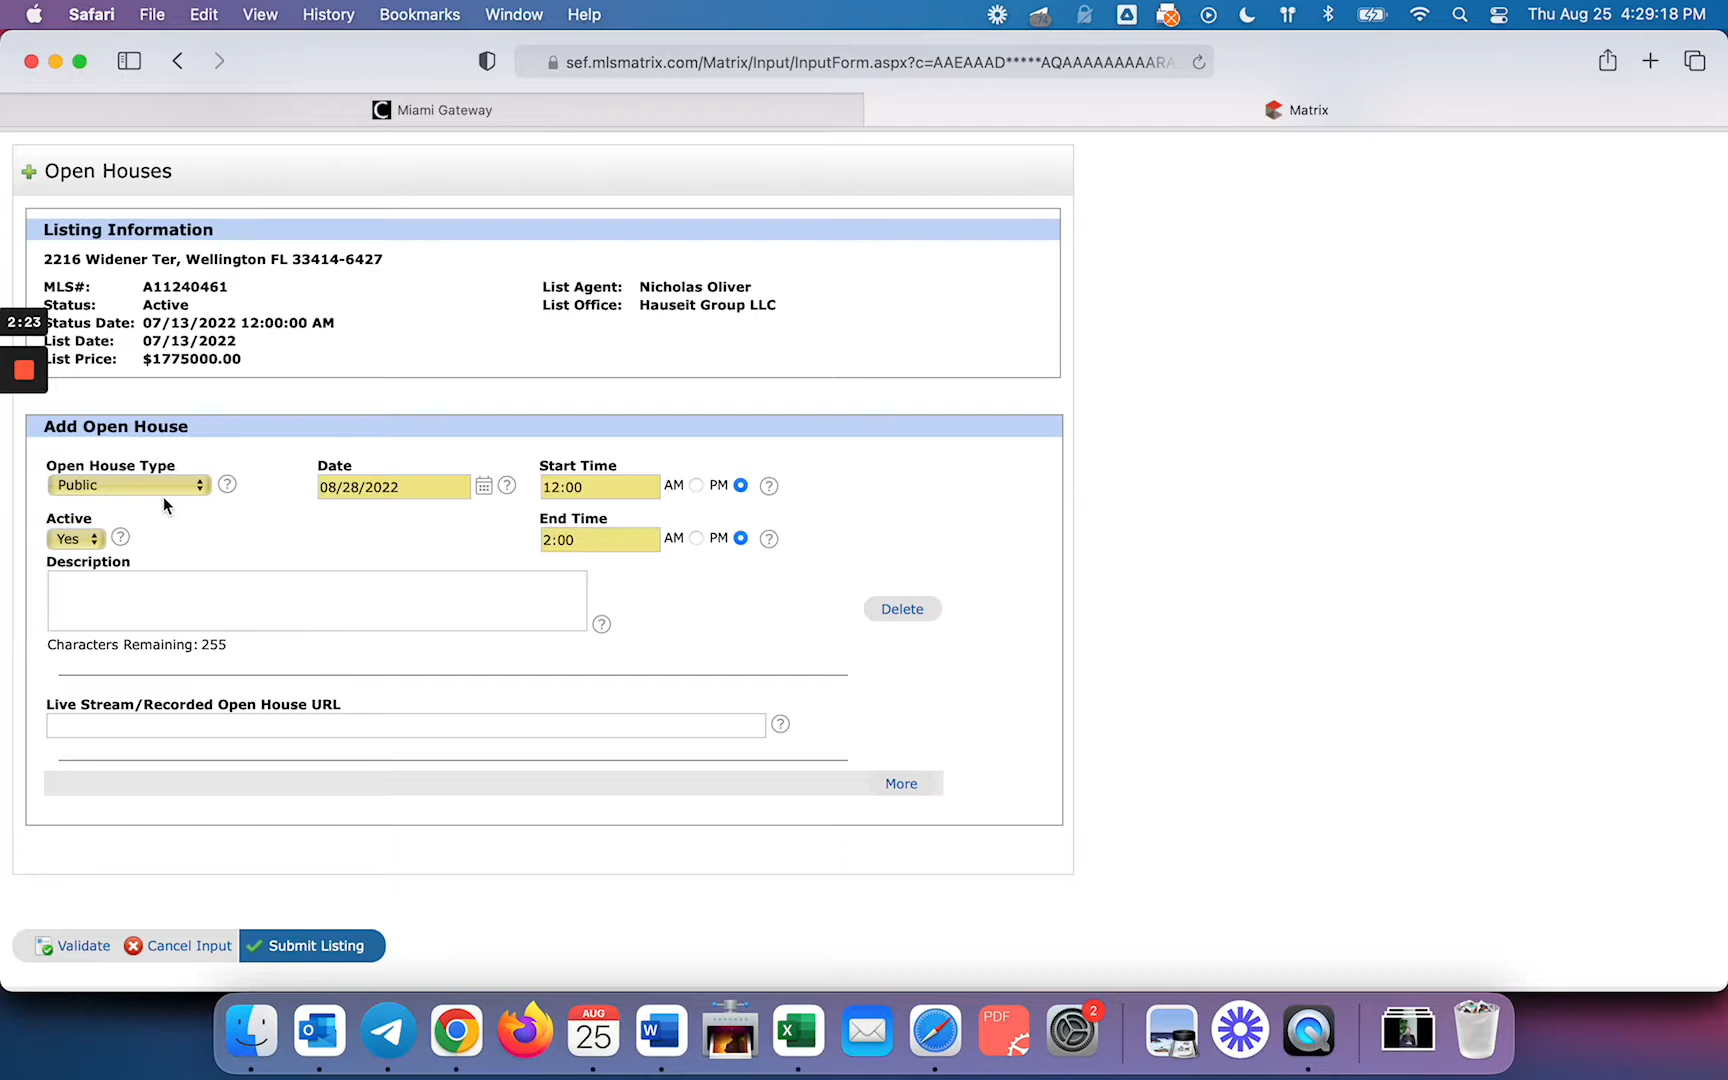 Safari File Edit View History Bookmarks Window Help 74 Thu Aug 25 4:29:18 PM
sef.mlsmatrix.com/Matrix/Input/InputForm.aspx?c=AAEAAAD*****AQAAAAAAAAARA
Miami Gateway Matrix
Open Houses
Listing Information
2216 Widener Ter, Wellington FL 33414-6427
MLS#: A11240461 List Agent: Nicholas Oliver
Status: Active List Office: Hauseit Group LLC
2:23
Status Date: 07/13/2022 12:00:00 AM
List Date: 07/13/2022
List Price: $1775000.00
Add Open House
Open House Type Date Start Time
Public ? 08/28/2022 ? 12:00 AM PM ?
Active End Time
Yes ? 2:00 AM PM ?
Description
Delete
?
Characters Remaining: 255
Live Stream/Recorded Open House URL
?
More
Validate Cancel Input Submit Listing
AUG
25
PDF
2